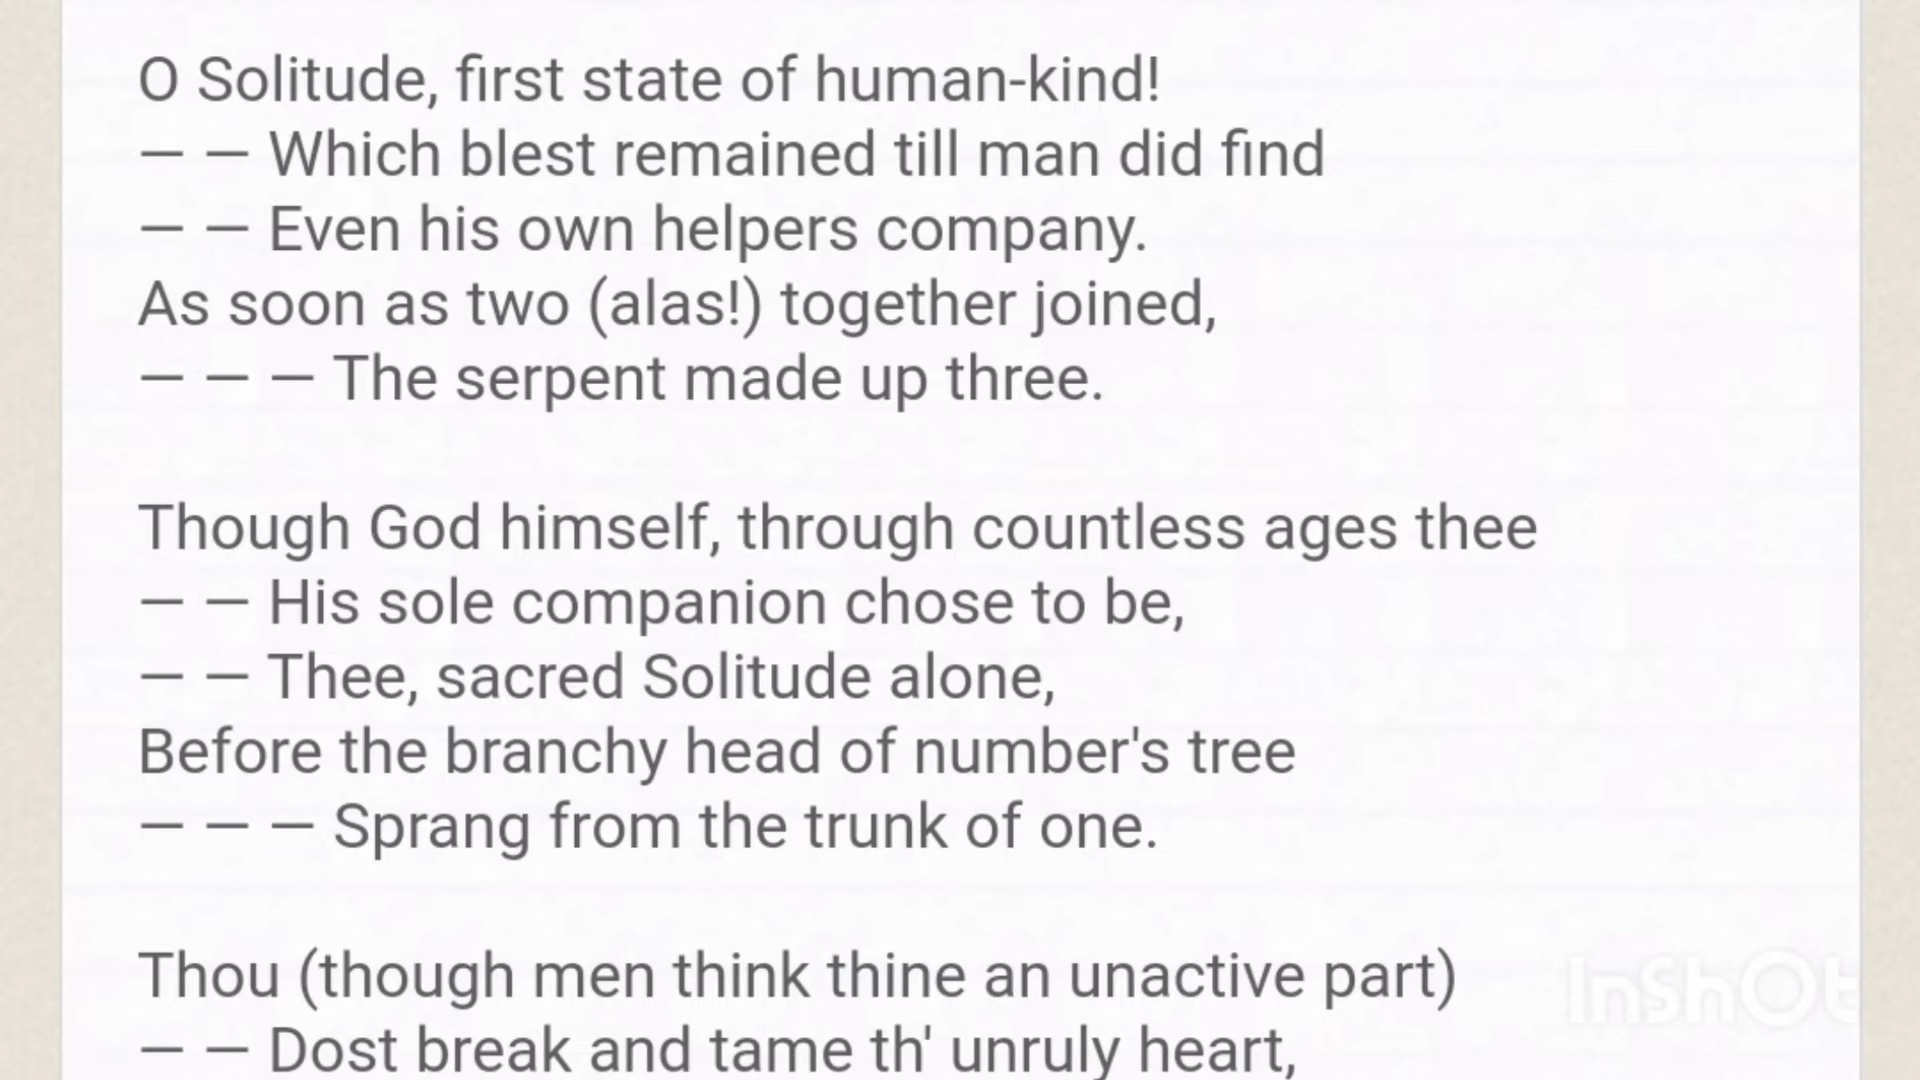 O Solitude, first state of human-kind!
— — Which blest remained till man did find
— — Even his own helpers company.
As soon as two (alas!) together joined,
— — — The serpent made up three.
Though God himself, through countless ages thee
— — His sole companion chose to be,
— — Thee, sacred Solitude alone,
Before the branchy head of number's tree
— — — Sprang from the trunk of one.
Thou (though men think thine an unactive part)
— — Dost break and tame th' unruly heart,
InShOt